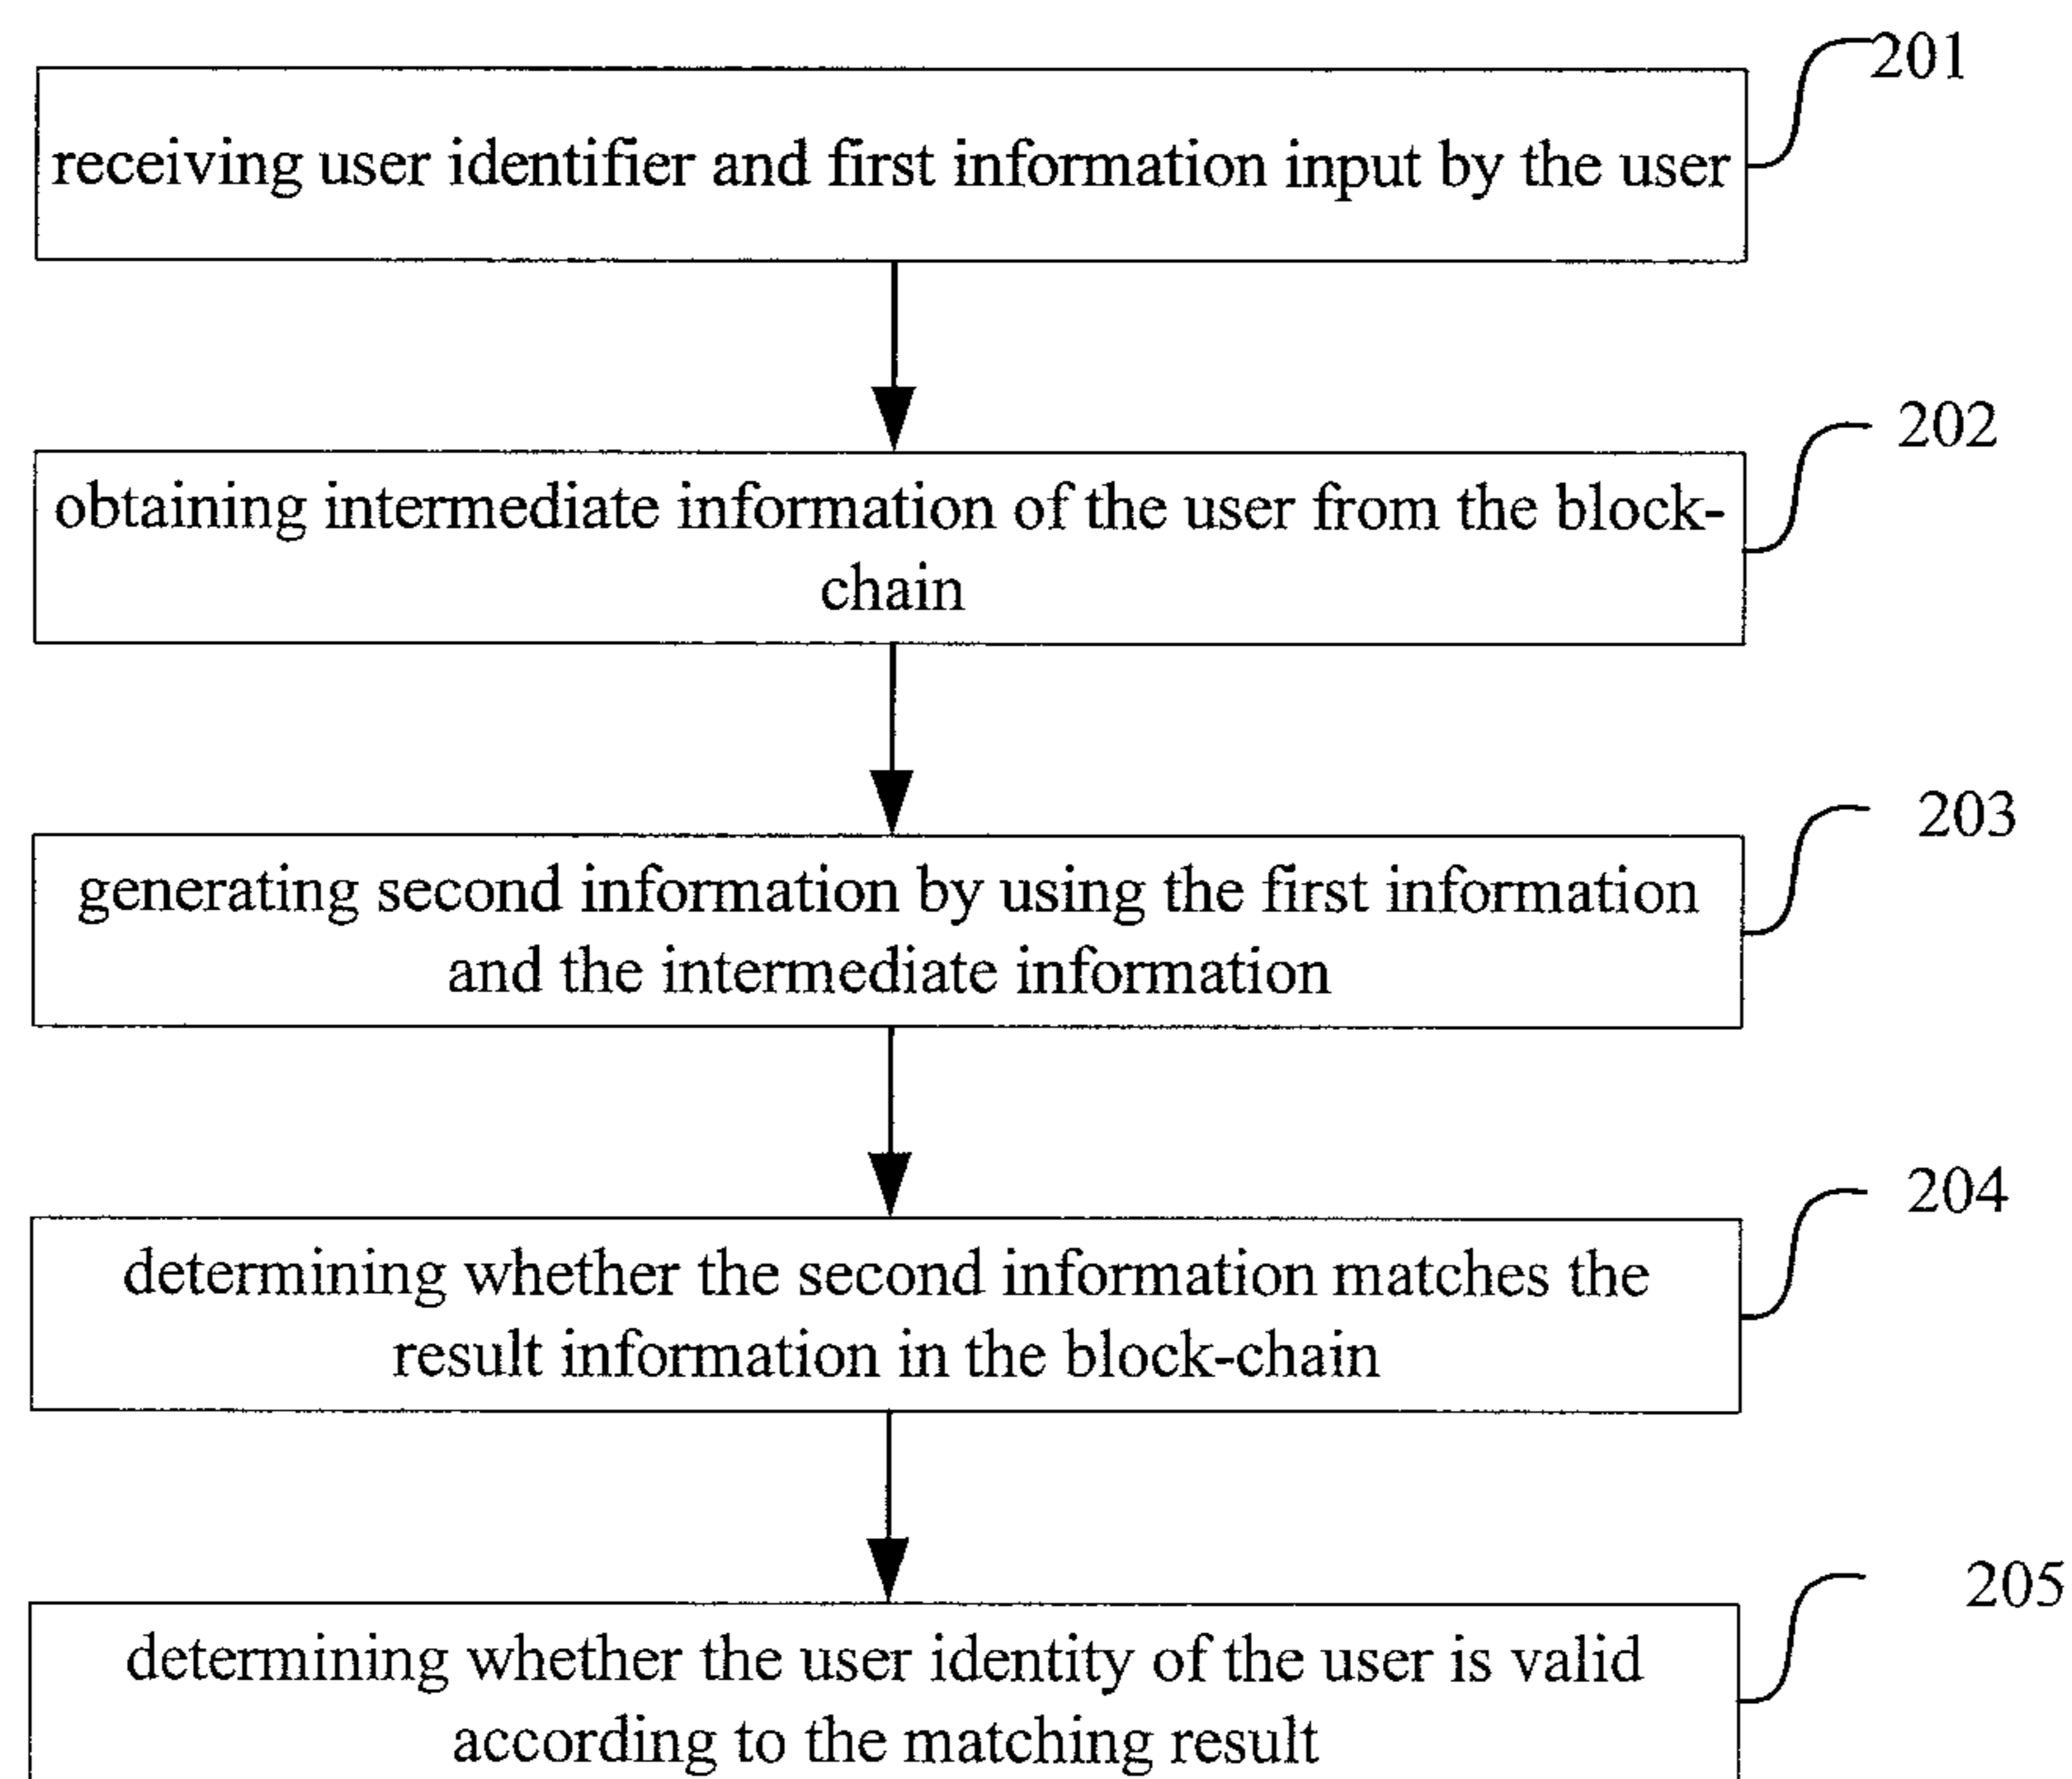 201
receiving user identifier and first information input by the user
202
obtaining intermediate information of the user from the block-
chain
203
generating second information by using the first information
and the intermediate information
204
determining whether the second information matches the
result information in the block-chain
205
determining whether the user identity of the user is valid
according to the matching result